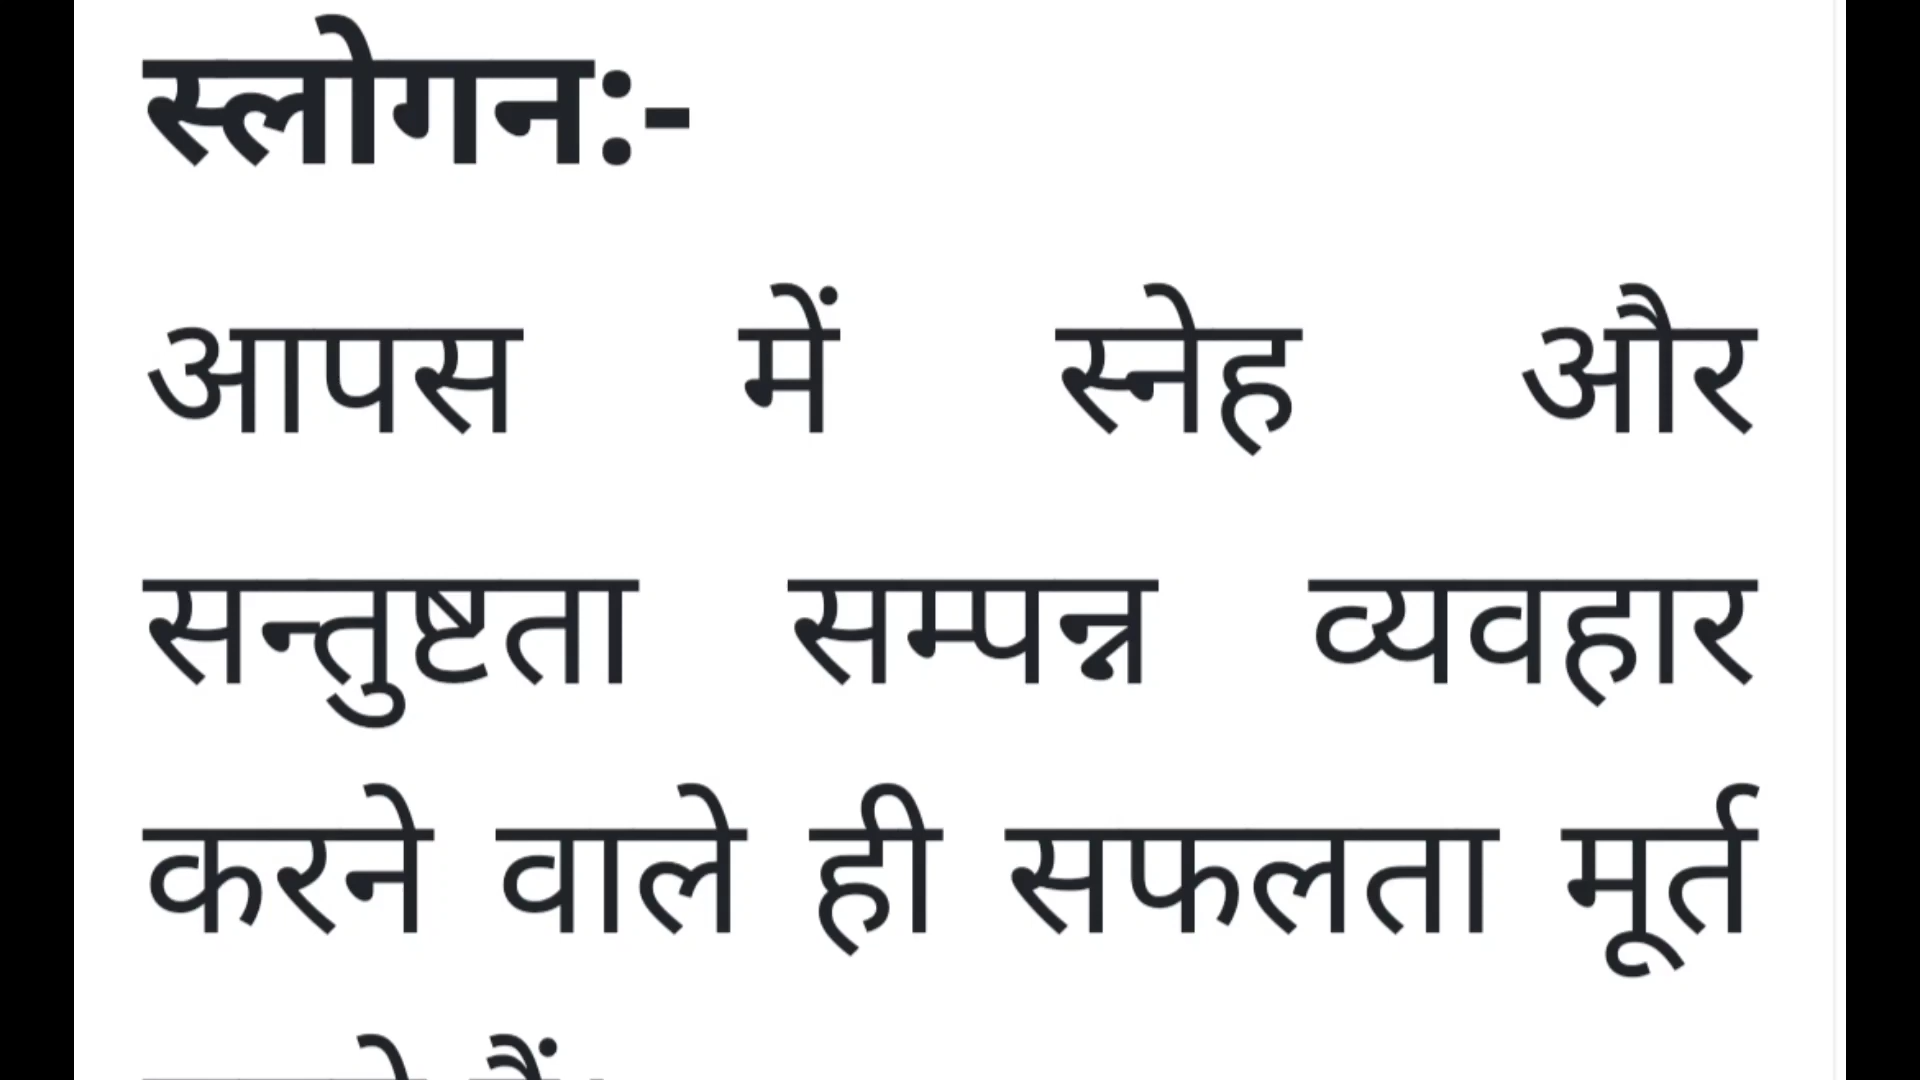 स्लोगन:-
आपस में स्नेह और
सन्तुष्टता सम्पन्न व्यवहार
करने वाले ही सफलता मूर्त